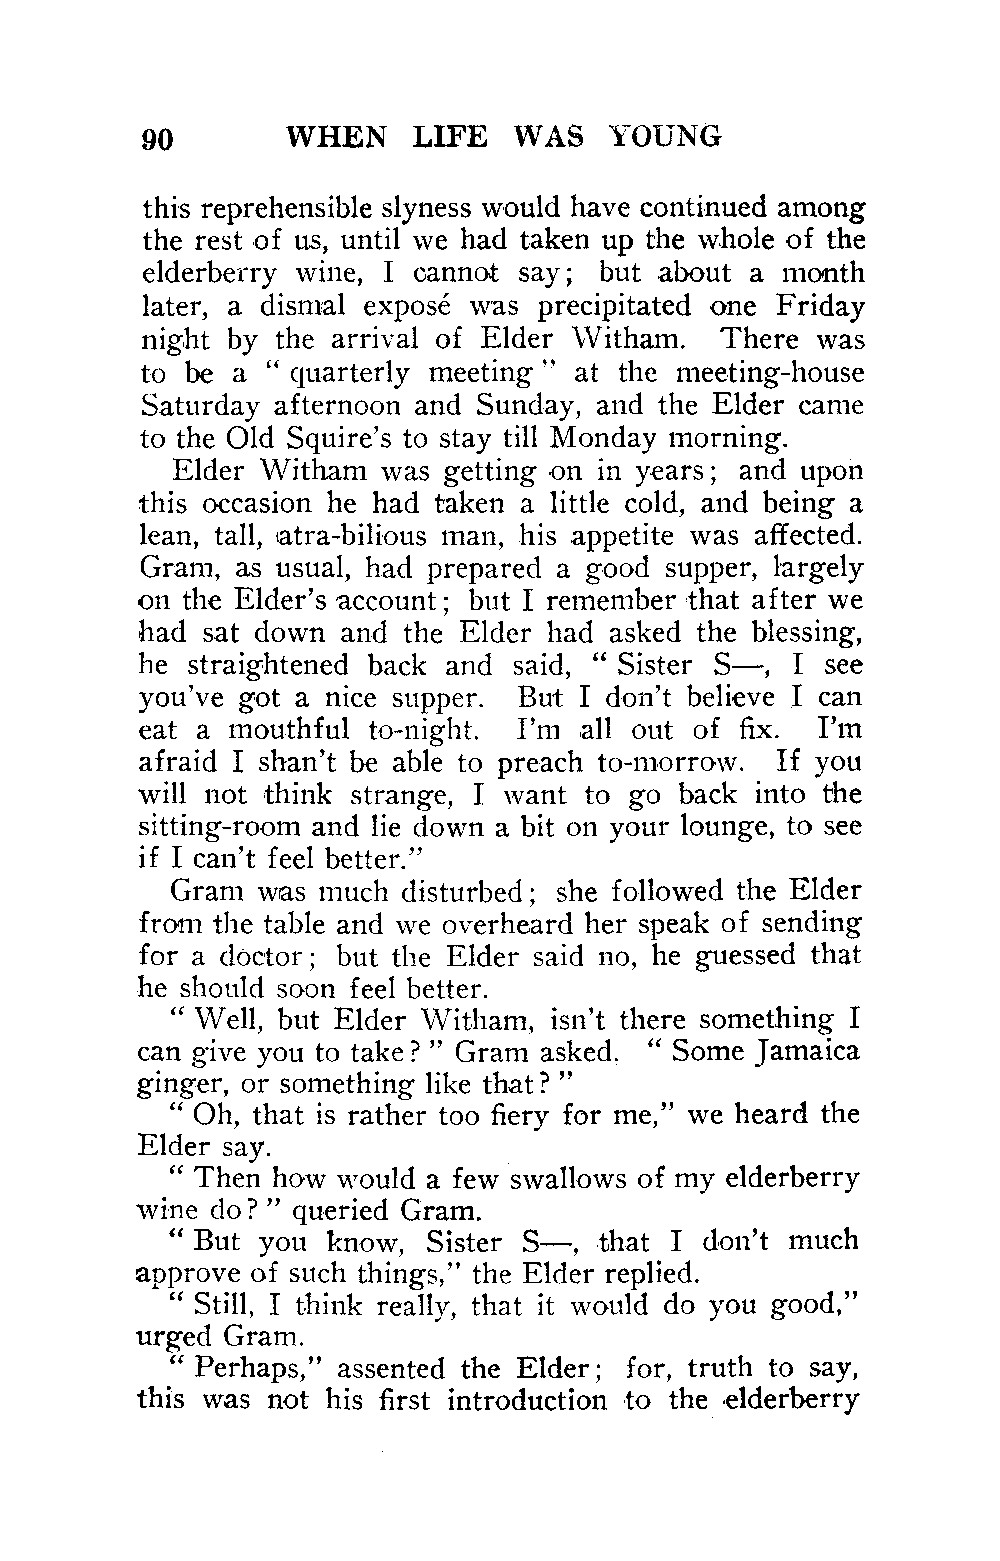 90 WHEN LIFE WAS YOUNG
this reprehensible slyness would have continued among
the rest of us, until we had taken up the whole of the
elderberry wine, I cannot say; but about a month
later, a dismal exposé was precipitated one Friday
night by the arrival of Elder Witham. There was
to be a “ quarterly meeting ” at the meeting-house
Saturday afternoon and Sunday, and the Elder came
to the Old Squire’s to stay till Monday morning.
Elder Witham was getting on in years; and upon
this occasion he had taken a little cold, and being a
lean, tall, atra-bilious man, his appetite was affected.
Gram, as usual, had prepared a good supper, largely
on the Elder’s account; but I remember that after we
had sat down and the Elder had asked the blessing,
he straightened back and said, “ Sister S—, I see
you’ve got a nice supper. But I don’t believe I can
eat a mouthful to-night. I’m all out of fix. I’m
afraid I shan’t be able to preach to-morrow. If you
will not think strange, I want to go back into the
sitting-room and lie down a bit on your lounge, to see
if I can’t feel better.”
Gram was much disturbed; she followed the Elder
from the table and we overheard her speak of sending
for a doctor; but the Elder said no, he guessed that
he should soon feel better.
“ Well, but Elder Witham, isn’t there something I
can give you to take? ” Gram asked. “ Some Jamaica
ginger, or something like that? ”
“ Oh, that is rather too fiery for me,” we heard the
Elder say.
“ Then how would a few swallows of my elderberry
wine do? ” queried Gram.
“ But you know, Sister S—, that I don’t much
approve of such things,” the Elder replied.
“ Still, I think really, that it would do you good,”
urged Gram.
“ Perhaps,” assented the Elder; for, truth to say,
this was not his first introduction to the elderberry